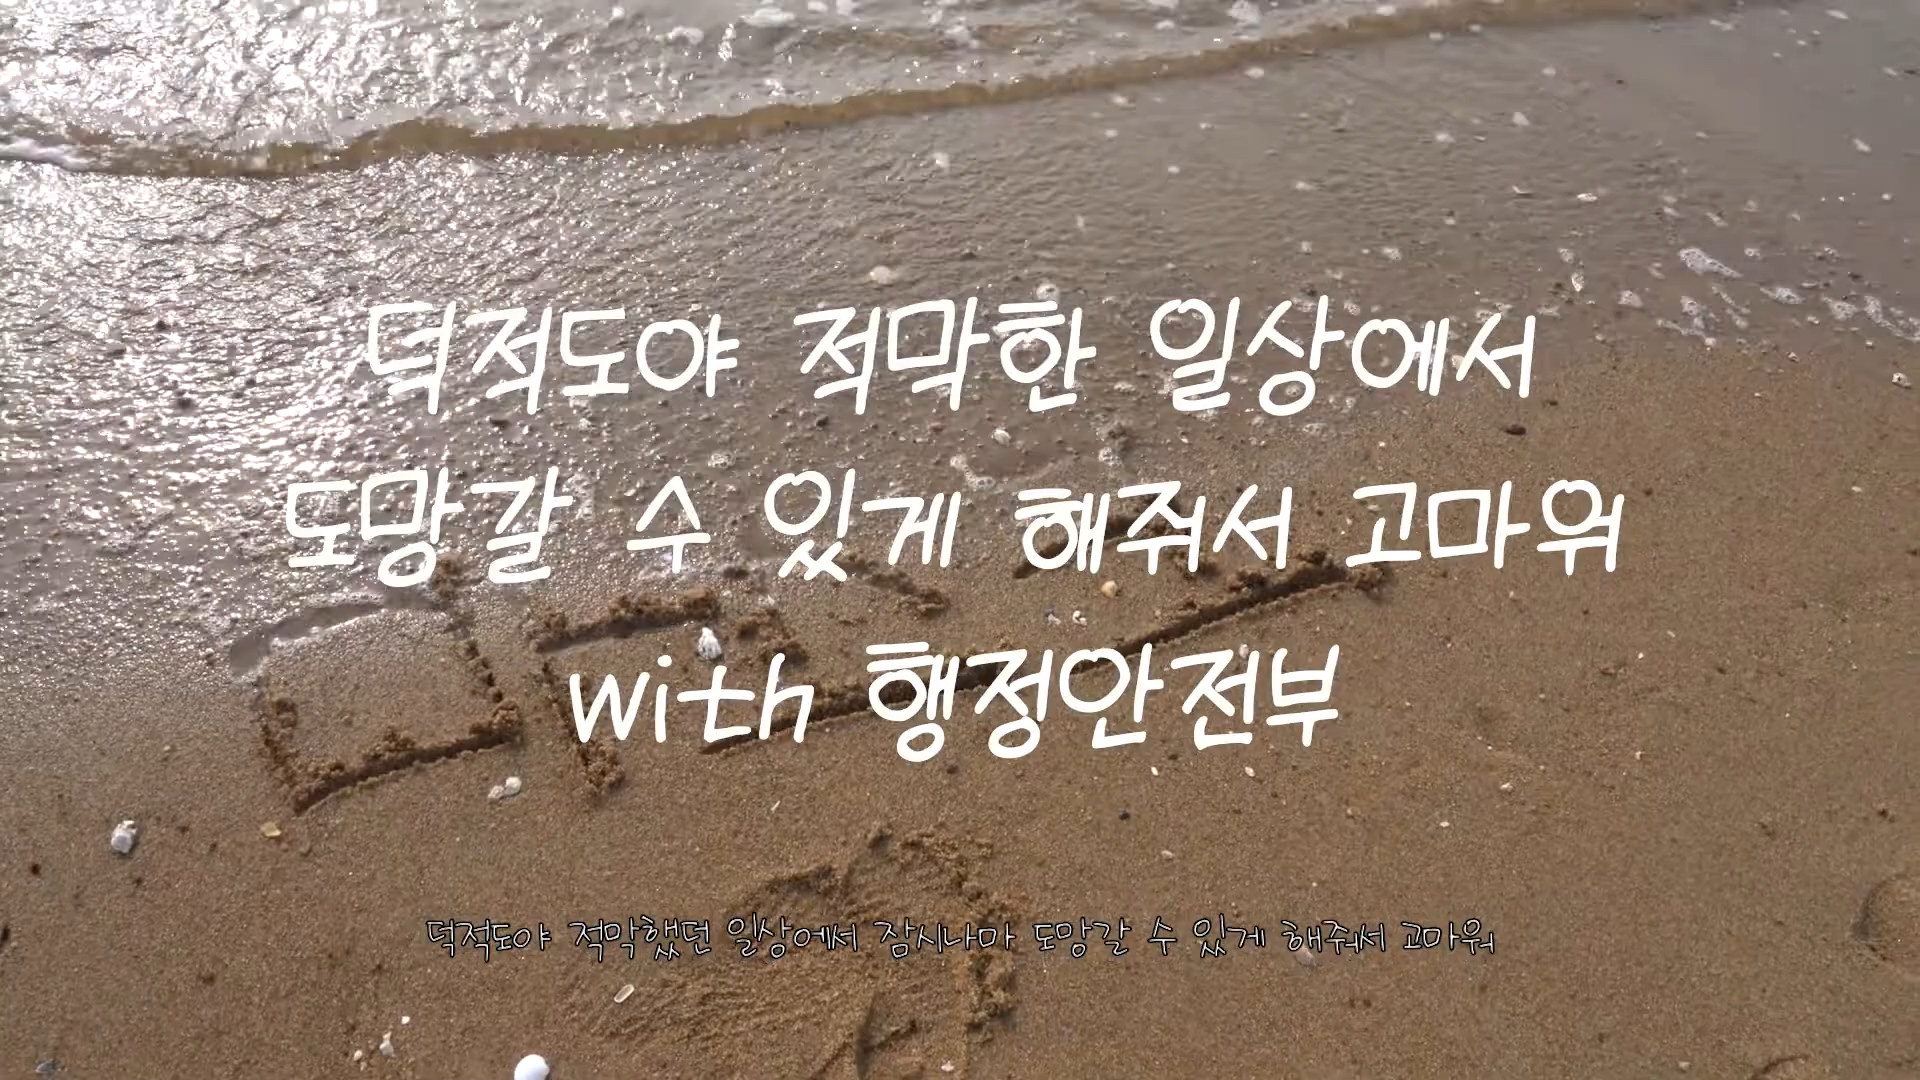 덕적도야 적막한 일상에서
도망갈 수 있게 해줘서 고마워
with 행정안전부
덕적도야 적막했던 일상에서 잠시나마 도망갈 수 있게 해줘서 고마워